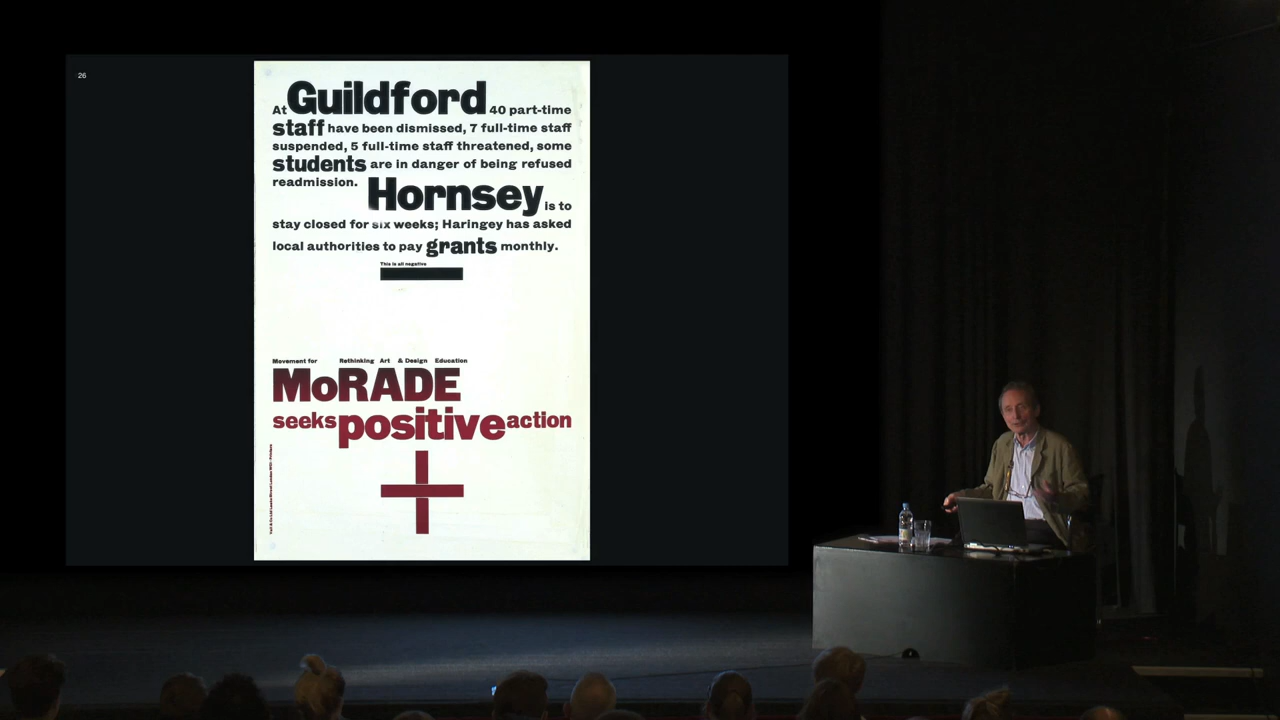 26
At Guildford 40 part-time
staff have been dismissed, 7 full-time staff
suspended, 5 full-time staff threatened, some
students are in danger of being refused
readmission. Hornsey is to
stay closed for six weeks; Haringey has asked
local authorities to pay grants monthly.
This is all negative
Movement for Rethinking Art & Design Education
MoRADE
seeks positive action